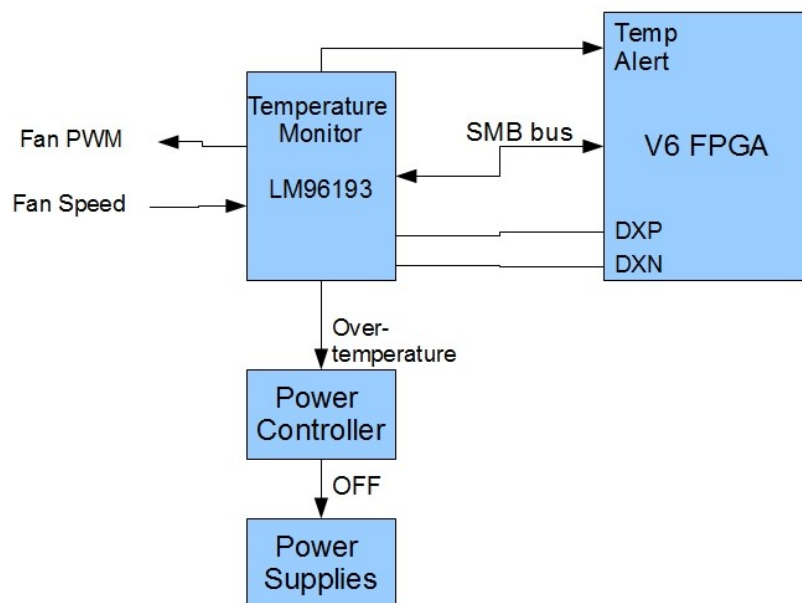 Temp
Alert
Temperature
Monitor
LM96193
Fan PWM
Fan Speed
SMB bus
V6 FPGA
DXP
DXN
Over-
temperature
Power
Controller
OFF
Power
Supplies